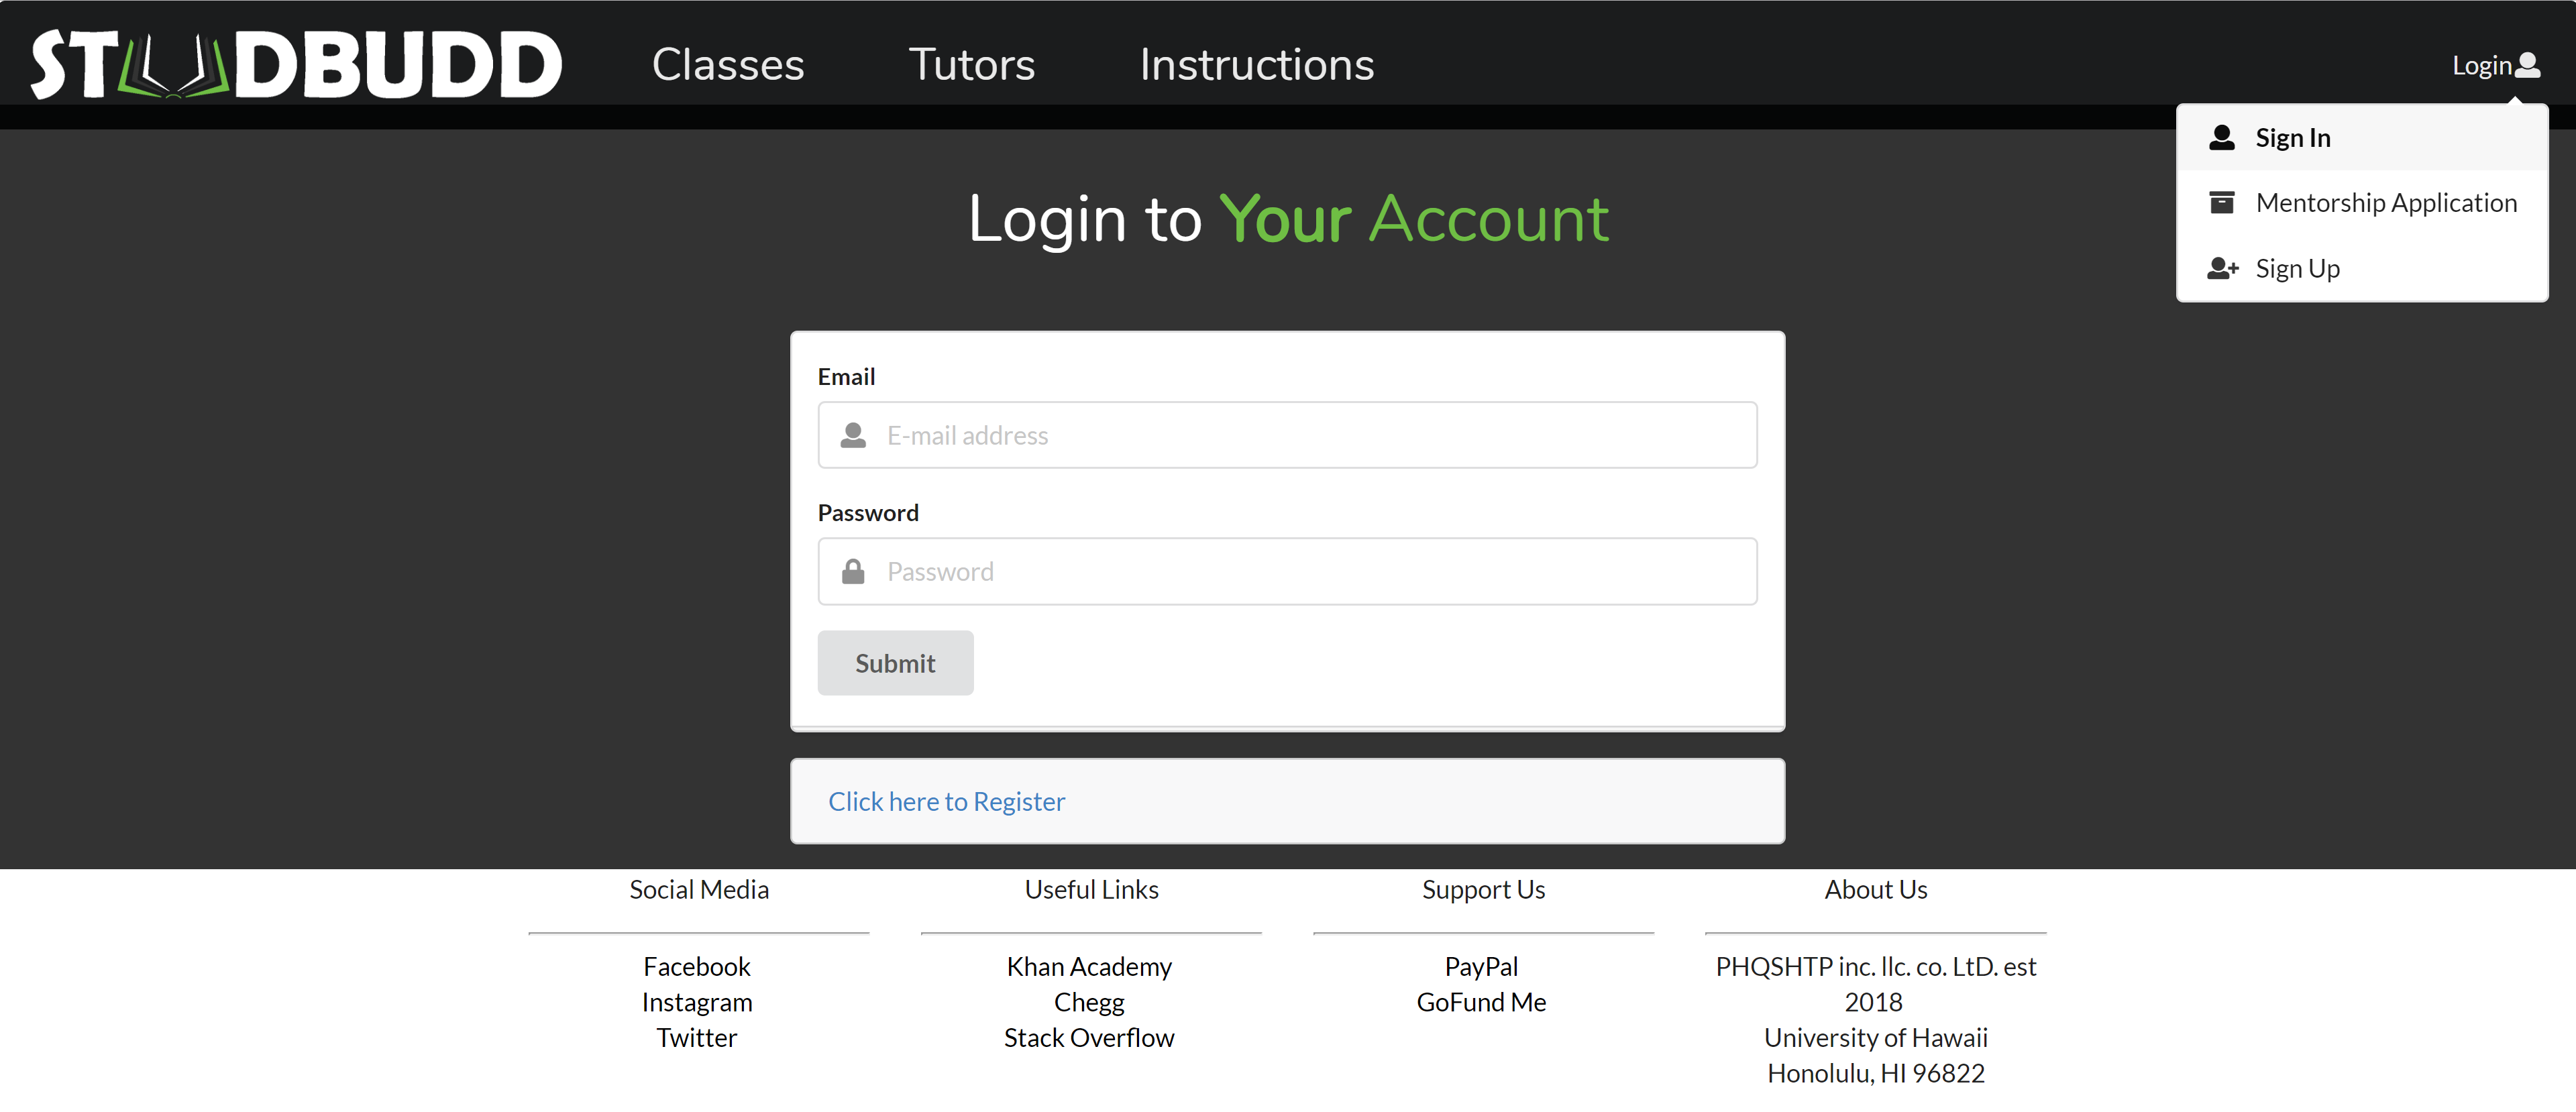 STUDBUDD Classes Tutors Instructions Login
Sign In
Mentorship Application
Sign Up
Login to Your Account
Email
E-mail address
Password
Password
Submit
Click here to Register
Social Media
Facebook
Instagram
Twitter
Useful Links
Khan Academy
Chegg
Stack Overflow
Support Us
PayPal
GoFund Me
About Us
PHQSHTP inc. llc. co. LtD. est
2018
University of Hawaii
Honolulu, HI 96822